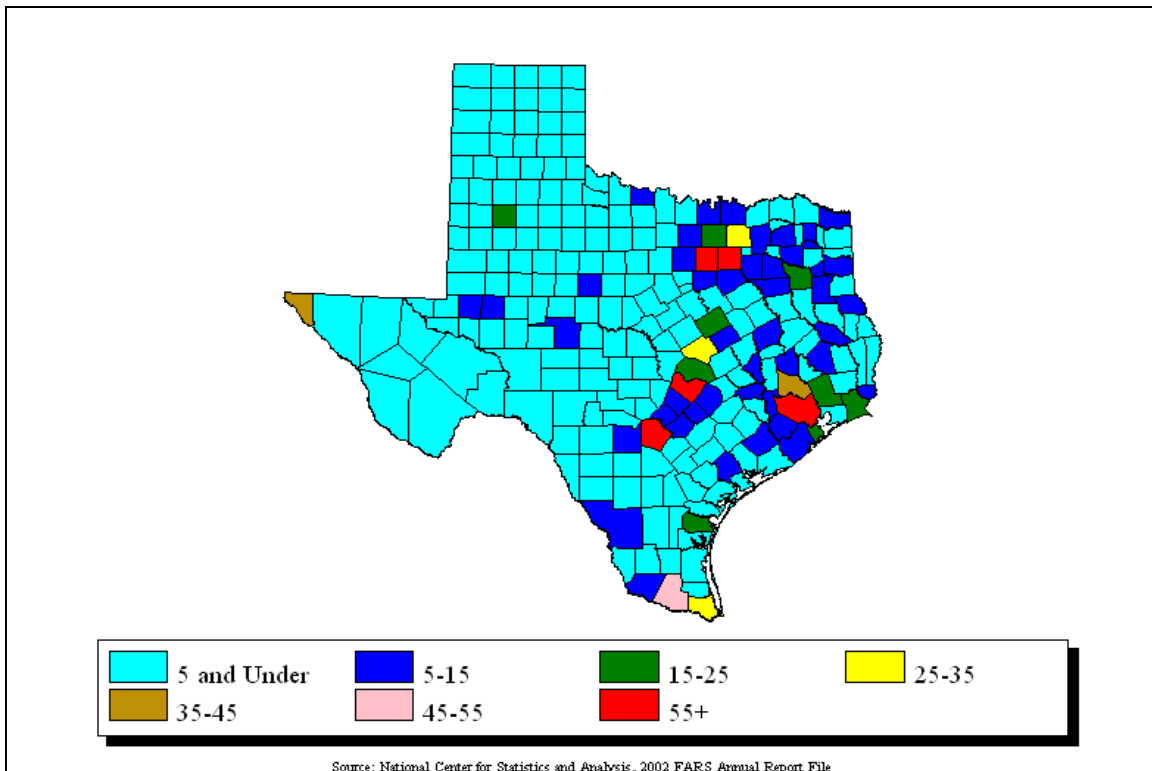 5 and Under 5-15 15-25 25-35
35-45 45-55 55+
Source: National Center for Statistics and Analysis, 2002 FARS Annual Report File